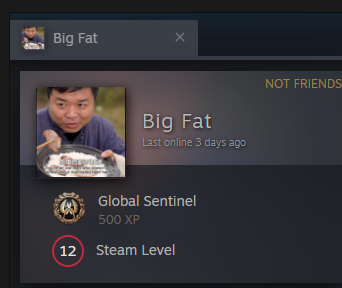 Big Fat
NOT FRIENDS
Big Fat
Last online 3 days ago
Global Sentinel
500 XP
12
Steam Level